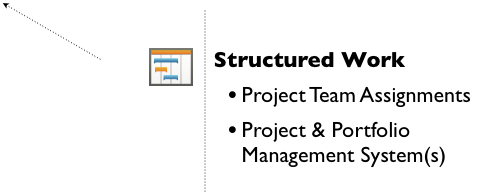 Structured Work
• Project Team Assignments
• Project & Portfolio
Management System(s)